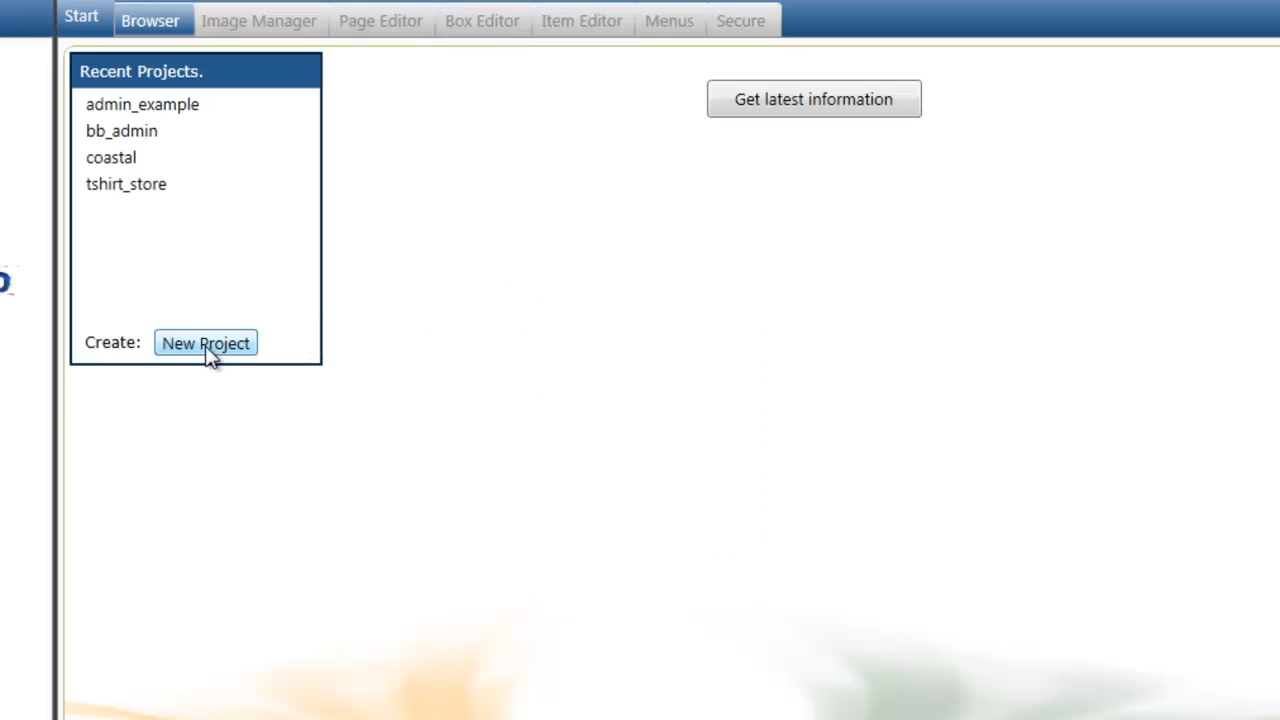 Start Browser Image Manager Page Editor Box Editor Item Editor Menus Secure
Recent Projects.
admin_example
bb_admin
coastal
tshirt_store
Create: New Project
Get latest information